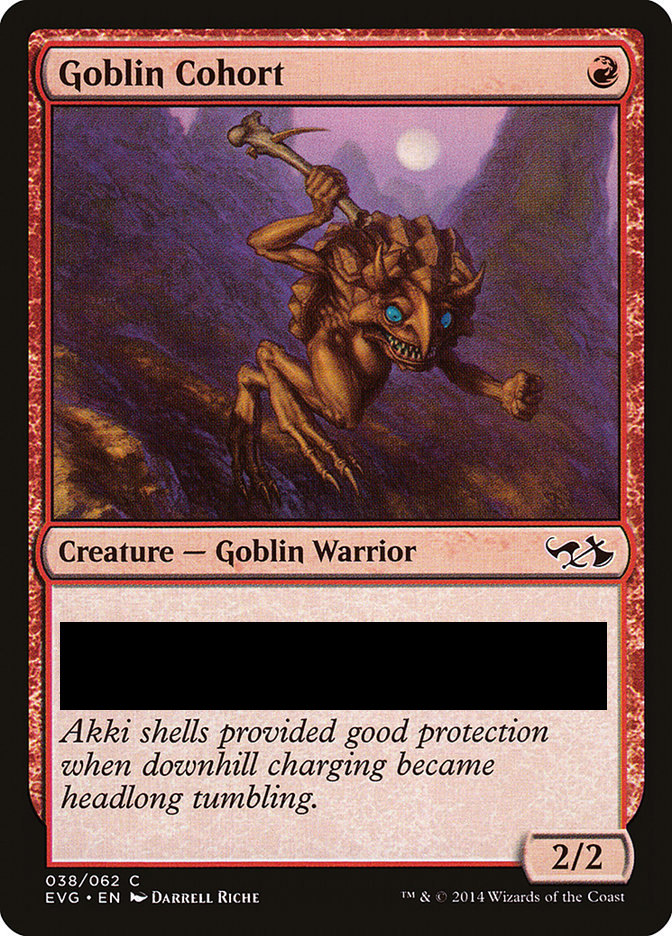 Goblin Cohort
Creature — Goblin Warrior
Akki shells provided good protection
when downhill charging became
headlong tumbling.
2/2
038/062 C
EVG • EN DARRELL RICHE
™ & © 2014 Wizards of the Coast